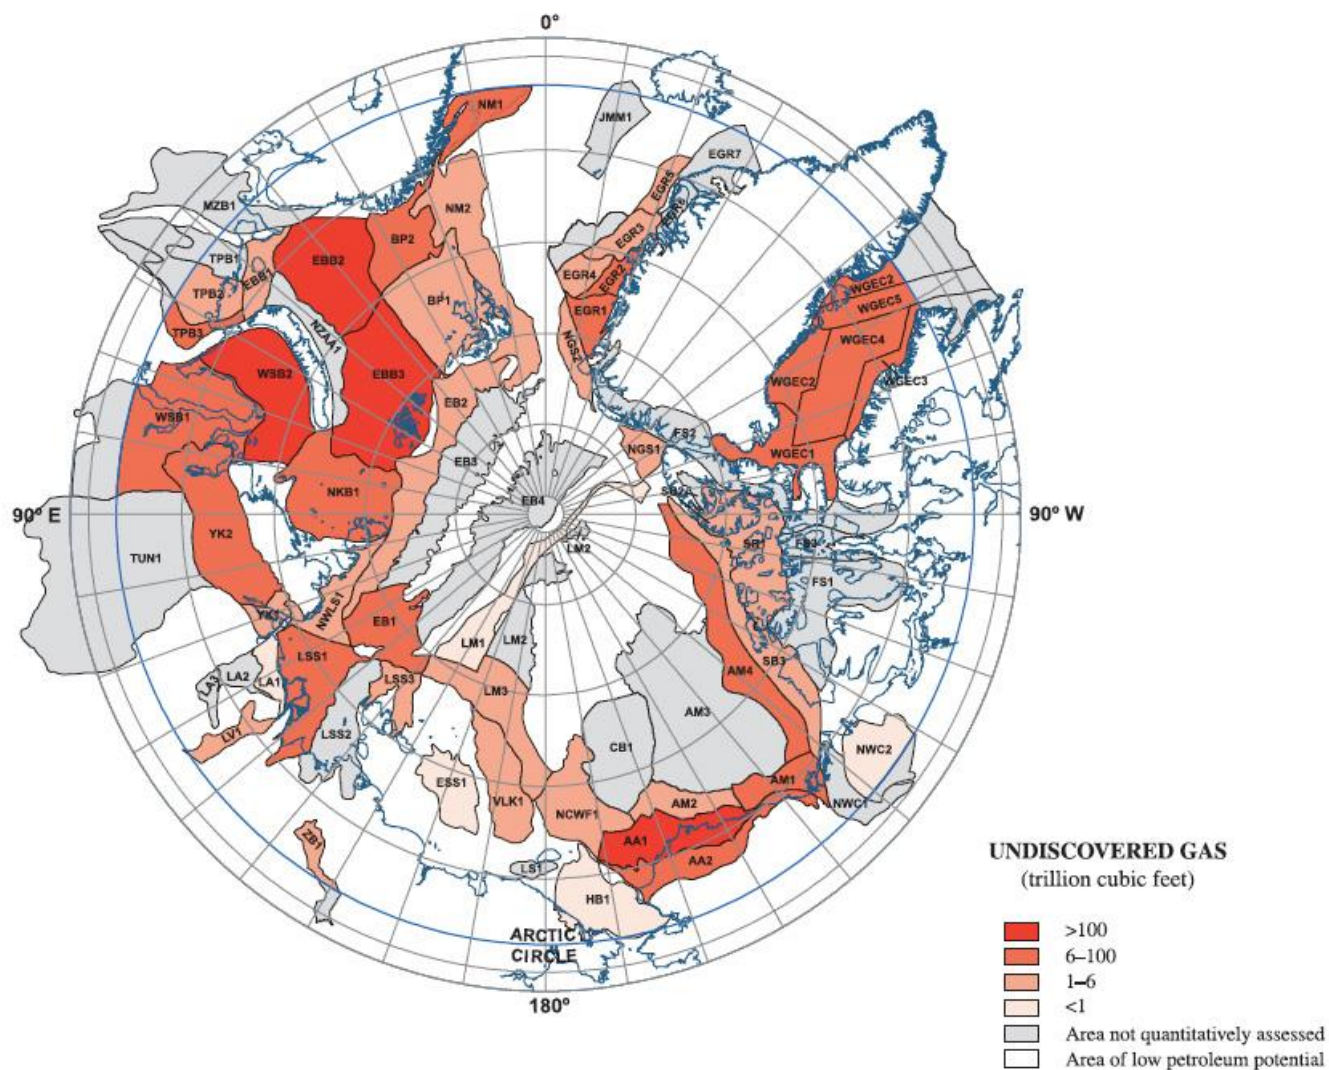 0°
NM1
JMM1
EGR7
MZB1
NM2
EGR5
EGR6
TPB1
EBB2
BP2
EGR3
TPB2
EBB1
EGR4
EGR2
BP1
EGR1
WGEC2
WGEC5
TPB3
NZAA1
NGS2
WGEC4
WSB2
EBB3
WGEC2
WGEC3
WSB1
EB2
FS2
EB3
NGS1
WGEC1
NKB1
EB4
90° E
90° W
YK2
TUN1
LM2
SB1
FS3
FS1
NWLS1
EB1
LM1
LM2
LSS1
SB3
LA3
LA2
LA1
LSS3
LM3
AM4
AM3
LV1
LSS2
CB1
NWC2
ESS1
VLK1
NCWF1
AM2
AM1
NWC1
ZB1
AA1
AA2
LS1
HB1
ARCTIC
CIRCLE
180°
UNDISCOVERED GAS
(trillion cubic feet)
>100
6–100
1–6
<1
Area not quantitatively assessed
Area of low petroleum potential